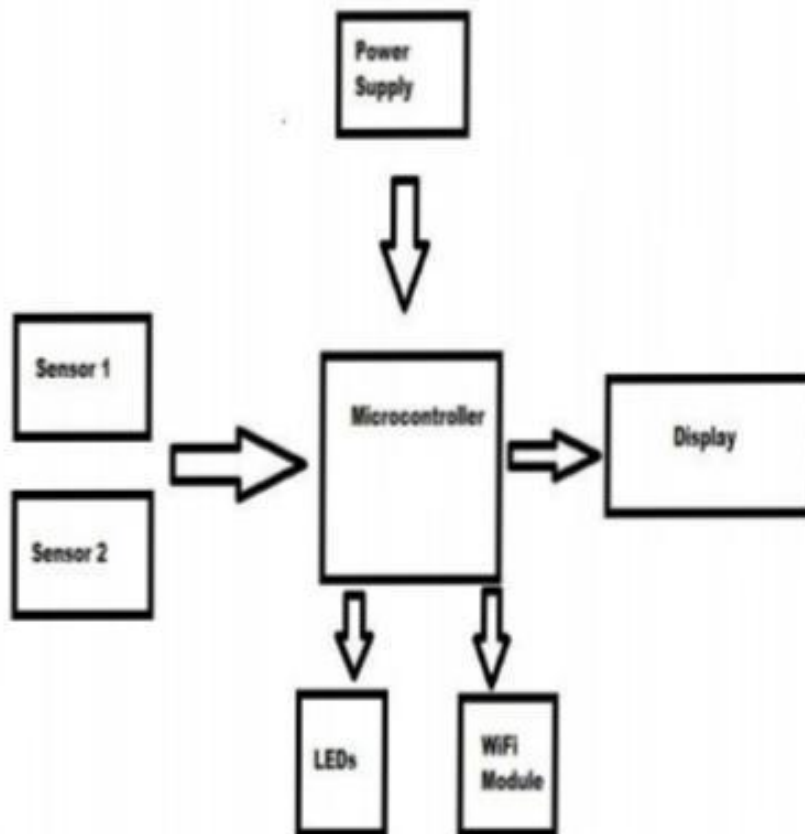 Power
Supply
Sensor 1
Microcontroller
Display
Sensor 2
LEDs
WiFi
Module